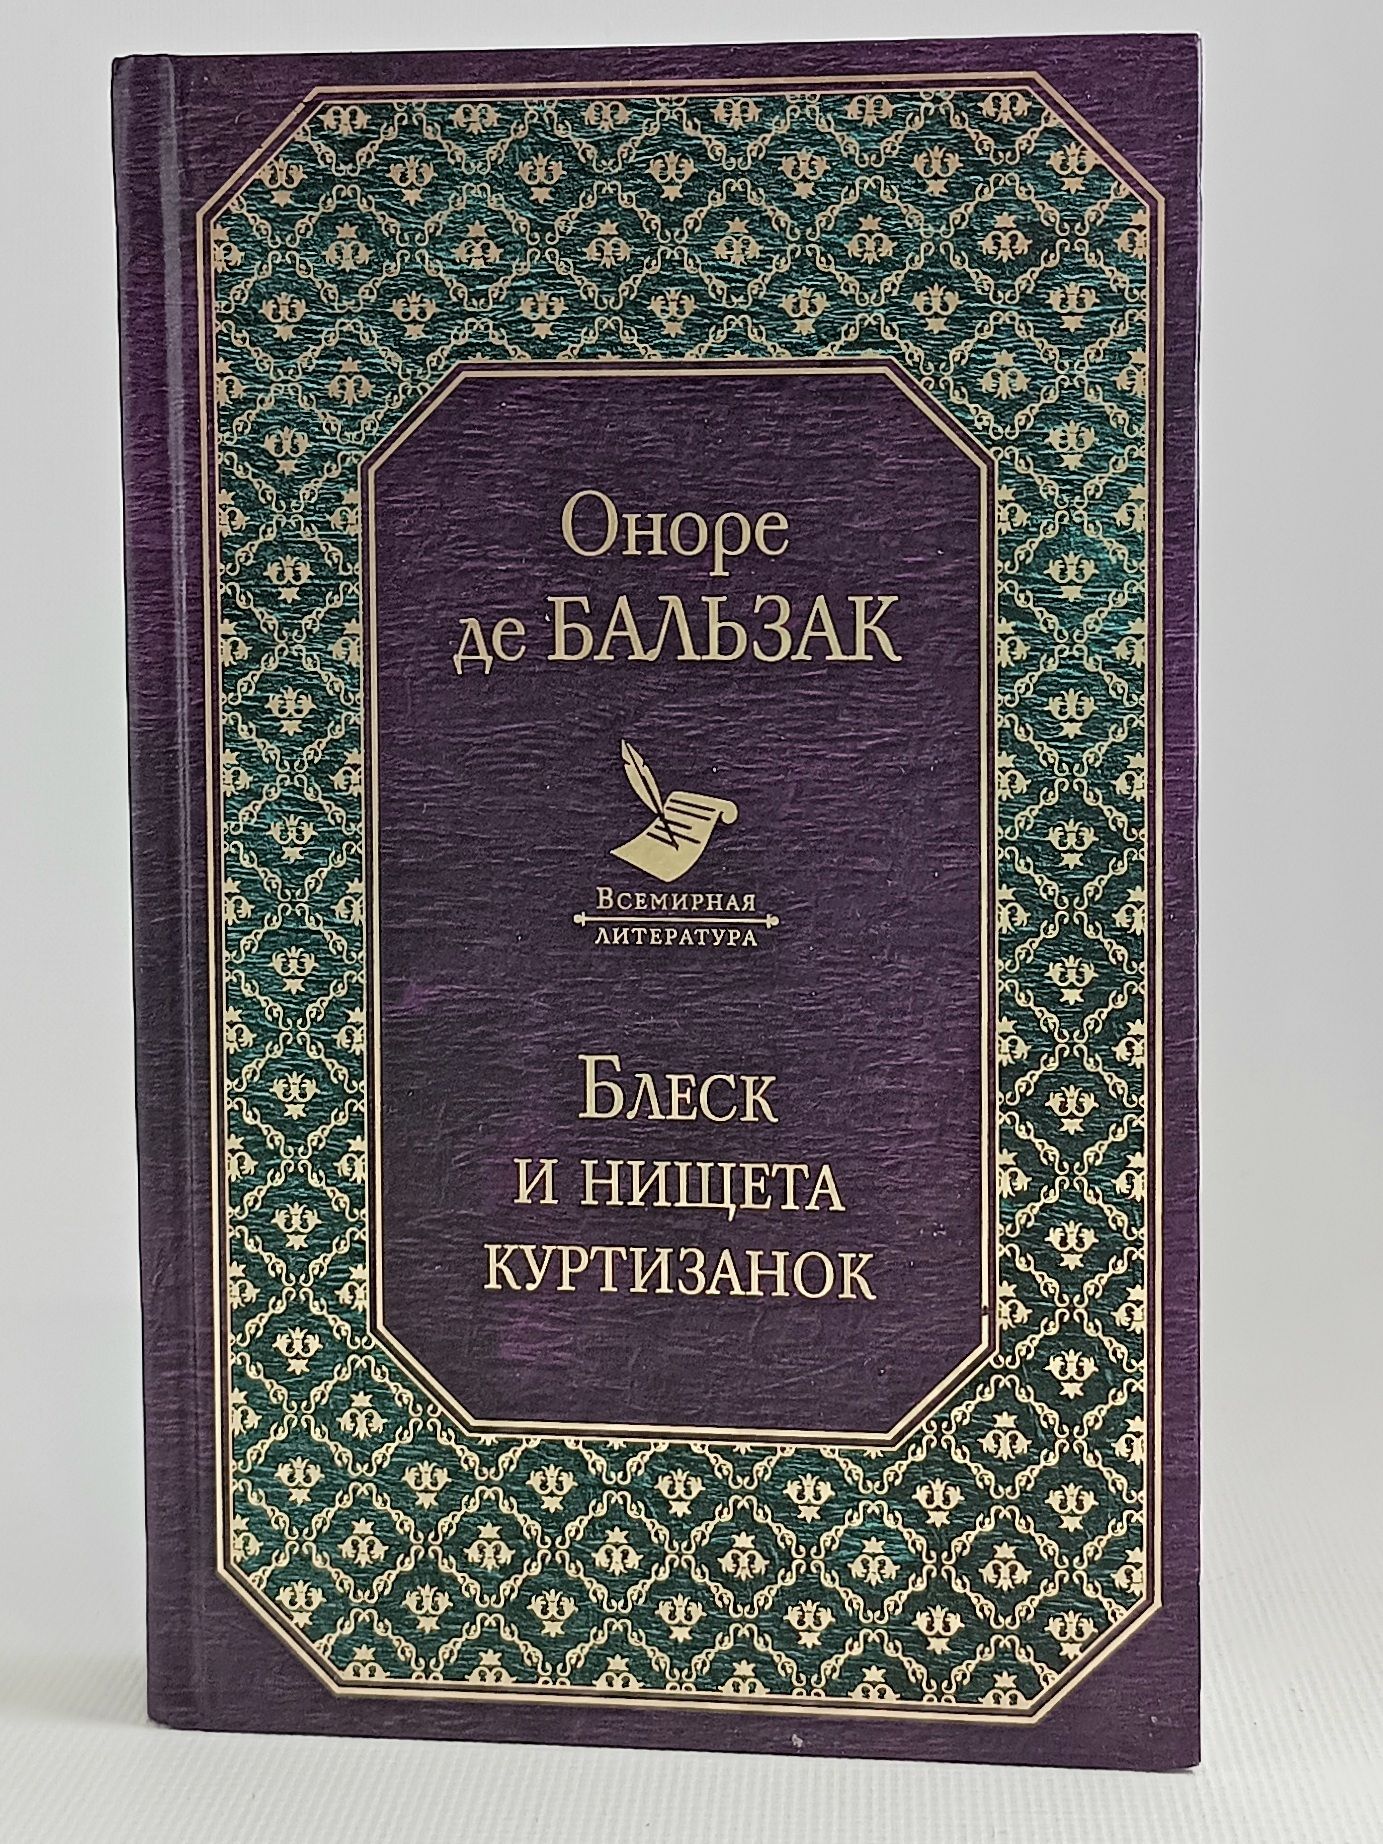 Оноре
де БАЛЬЗАК
Всемирная
литература
Блеск
и нищета
куртизанок